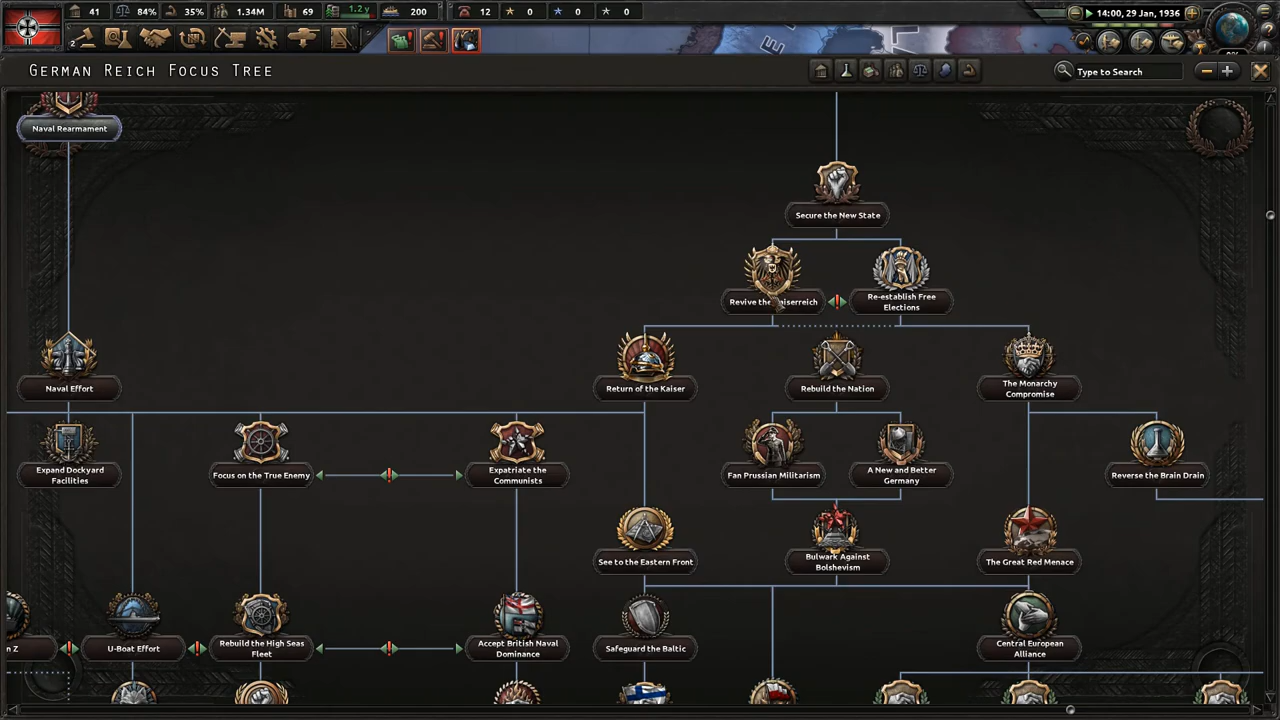 41 84% 35% 1.34M 69 1.2 y 200 12 0 0 0 14:00, 29 Jan, 1936
2
0%
German Reich Focus Tree
Type to Search
Naval Rearmament
Secure the New State
Revive the Kaiserreich
Re-establish Free
Elections
Naval Effort
Return of the Kaiser
Rebuild the Nation
The Monarchy
Compromise
Expand Dockyard
Facilities
Focus on the True Enemy
Expatriate the
Communists
Fan Prussian Militarism
A New and Better
Germany
Reverse the Brain Drain
See to the Eastern Front
Bulwark Against
Bolshevism
The Great Red Menace
n Z
U-Boat Effort
Rebuild the High Seas
Fleet
Accept British Naval
Dominance
Safeguard the Baltic
Central European
Alliance